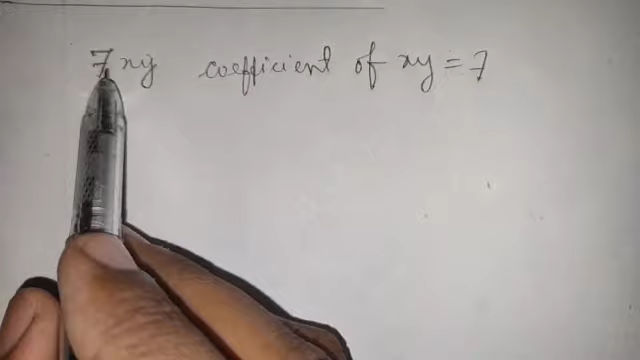 7xy coefficient of xy = 7